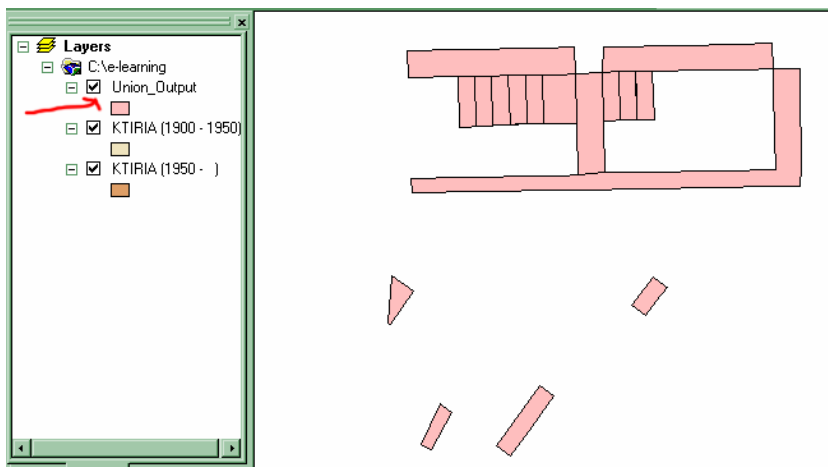 Layers
C:\e-learning
Union_Output
KTIRIA (1900 - 1950)
KTIRIA (1950 - )